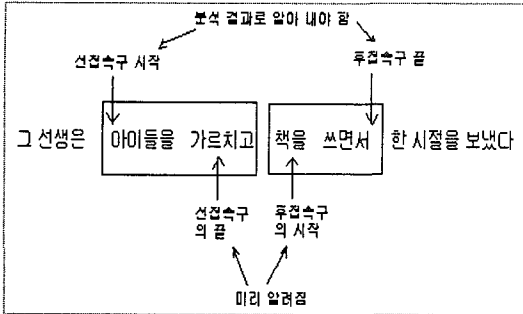 분석 결과로 알아 내야 함
선접속구 시작
후접속구 끝
그 선생은 아이들을 가르치고 책을 쓰면서 한 시절을 보냈다
선접속구
의 끝
후접속구
의 시작
미리 알려짐